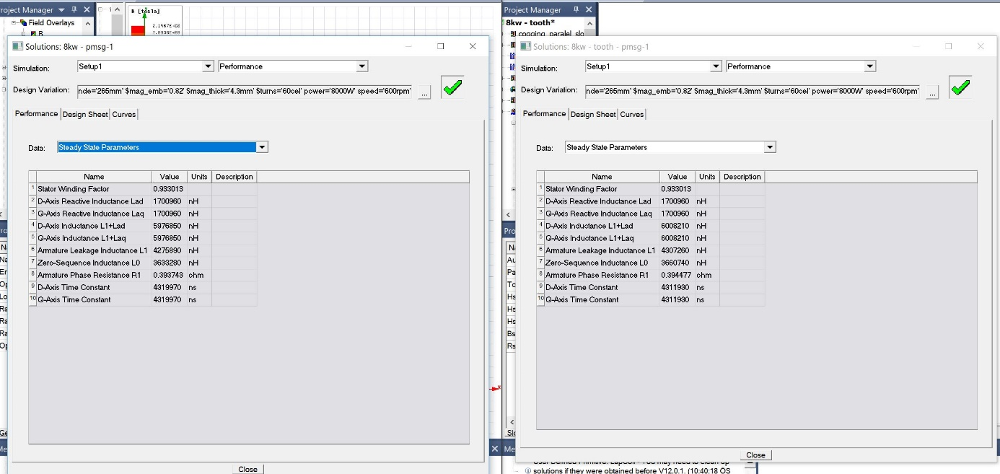 roject Manager
Field Overlays
B
B [tesla]
Y
2.1467E+00
2.0036E+00
Solutions: 8kw - pmsg-1
Simulation:
Setup1
Performance
Design Variation:
nde='265mm' $mag_emb='0.82' $mag_thick='4.3mm' $turns='60cel' power='8000W' speed='600rpm'
...
Performance
Design Sheet
Curves
Data:
Steady State Parameters
Name Value Units Description
1 Stator Winding Factor 0.933013
2 D-Axis Reactive Inductance Lad 1700960 nH
3 Q-Axis Reactive Inductance Laq 1700960 nH
4 D-Axis Inductance L1+Lad 5976850 nH
5 Q-Axis Inductance L1+Laq 5976850 nH
6 Armature Leakage Inductance L1 4275890 nH
7 Zero-Sequence Inductance L0 3633280 nH
8 Armature Phase Resistance R1 0.393743 ohm
9 D-Axis Time Constant 4319970 ns
10 Q-Axis Time Constant 4319970 ns
Close
Project Manager
8kw - tooth*
cogging_paralel_slo
Solutions: 8kw - tooth - pmsg-1
Simulation:
Setup1
Performance
Design Variation:
nde='265mm' $mag_emb='0.82' $mag_thick='4.3mm' $turns='60cel' power='8000W' speed='600rpm'
...
Performance
Design Sheet
Curves
Data:
Steady State Parameters
Name Value Units Description
1 Stator Winding Factor 0.933013
2 D-Axis Reactive Inductance Lad 1700960 nH
3 Q-Axis Reactive Inductance Laq 1700960 nH
4 D-Axis Inductance L1+Lad 6008210 nH
5 Q-Axis Inductance L1+Laq 6008210 nH
6 Armature Leakage Inductance L1 4307260 nH
7 Zero-Sequence Inductance L0 3660740 nH
8 Armature Phase Resistance R1 0.394477 ohm
9 D-Axis Time Constant 4311930 ns
10 Q-Axis Time Constant 4311930 ns
Close
User Defined Primitive: LapCoil - You may need to clean up
solutions if they were obtained before V12.0.1. (10:40:18 ÖS